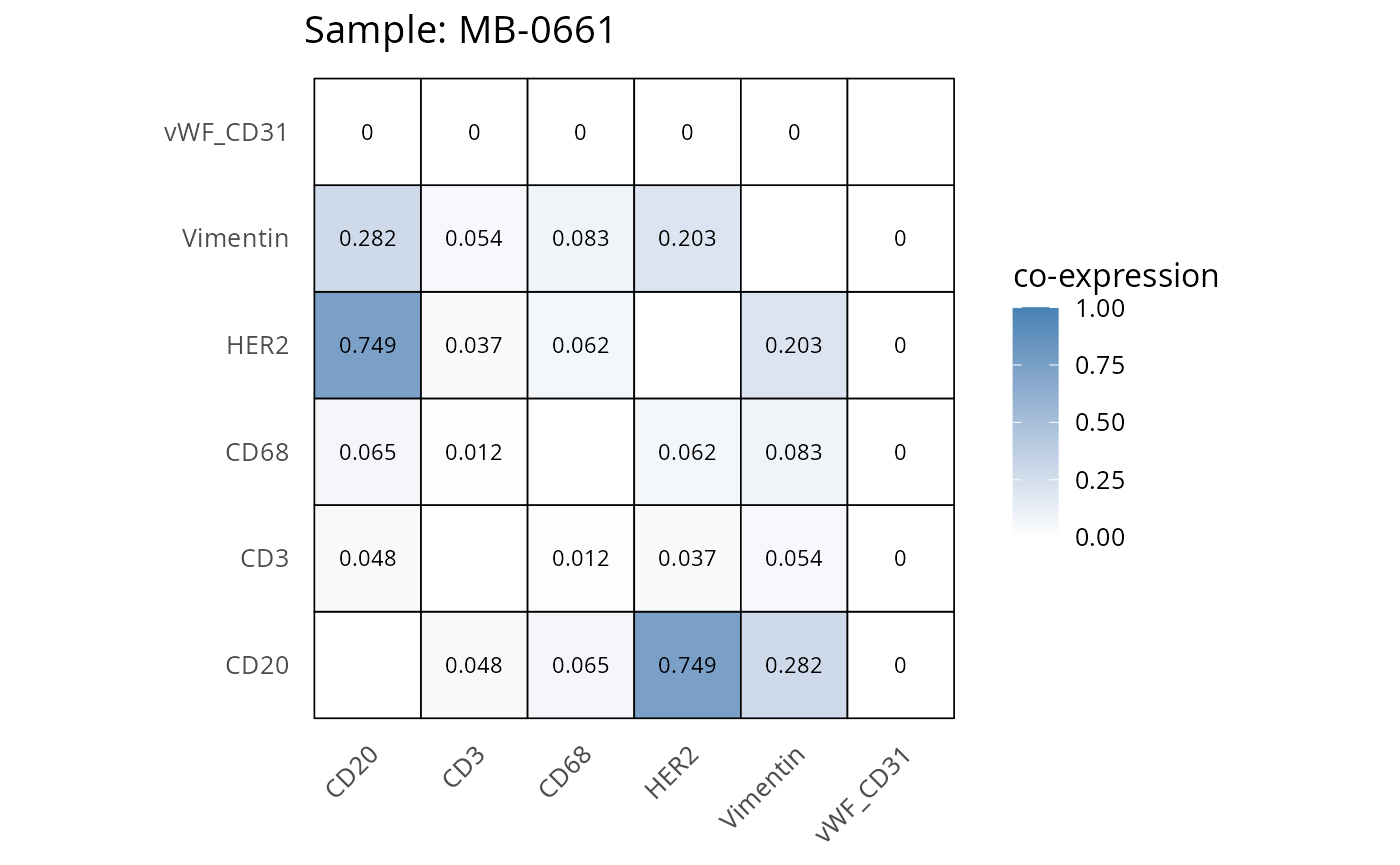 Sample: MB-0661
vWF_CD31 0 0 0 0 0
Vimentin 0.282 0.054 0.083 0.203 0
HER2 0.749 0.037 0.062 0.203 0
CD68 0.065 0.012 0.062 0.083 0
CD3 0.048 0.012 0.037 0.054 0
CD20 0.048 0.065 0.749 0.282 0
CD20 CD3 CD68 HER2 Vimentin vWF_CD31
co-expression
1.00
0.75
0.50
0.25
0.00